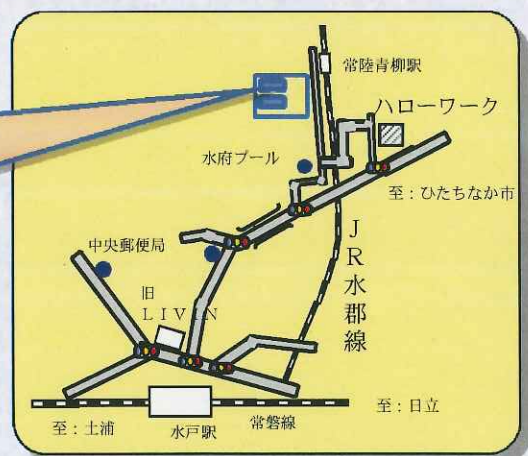 常陸青柳駅
ハローワーク
水府プール
至：ひたちなか市
JR水郡線
中央郵便局
旧
LIVIN
至：日立
至：土浦
水戸駅
常磐線